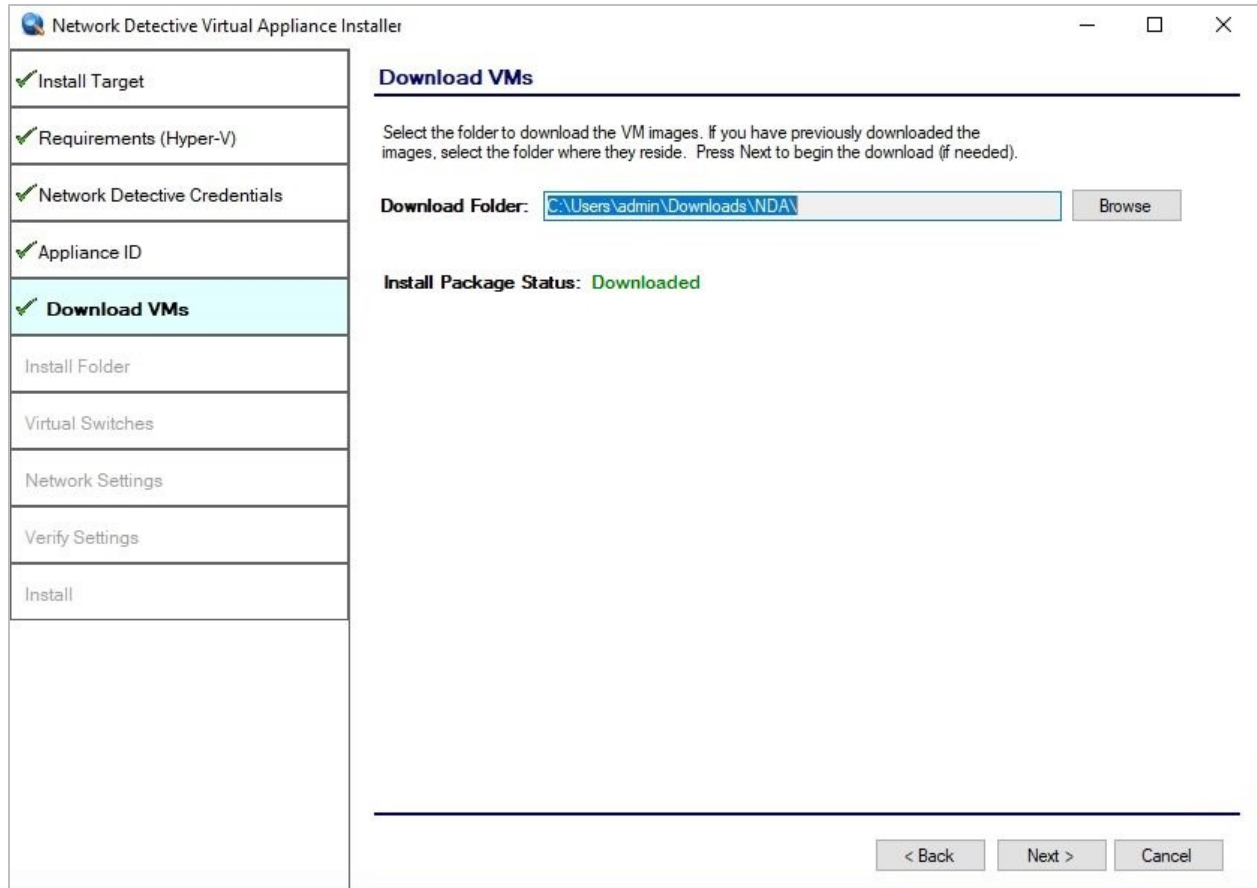 Network Detective Virtual Appliance Installer
Install Target
Requirements (Hyper-V)
Network Detective Credentials
Appliance ID
Download VMs
Install Folder
Virtual Switches
Network Settings
Verify Settings
Install
Download VMs
Select the folder to download the VM images. If you have previously downloaded the
images, select the folder where they reside. Press Next to begin the download (if needed).
Download Folder: C:\Users\admin\Downloads\NDA\ Browse
Install Package Status: Downloaded
< Back Next > Cancel